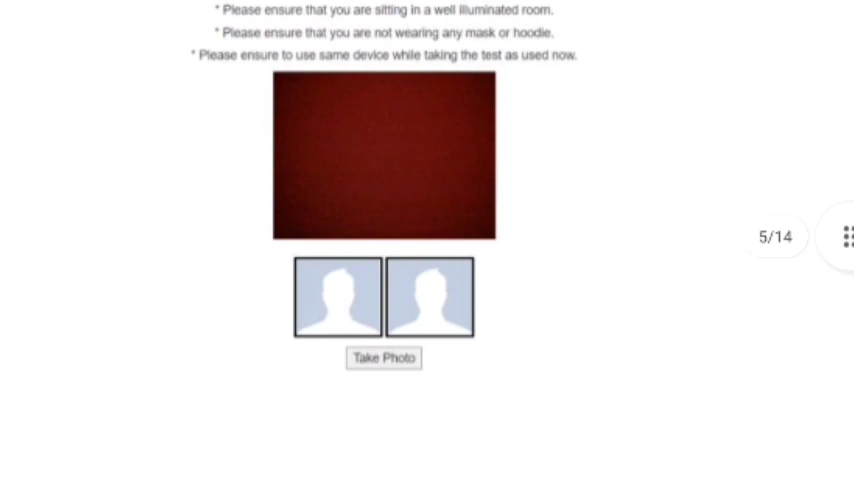 * Please ensure that you are sitting in a well illuminated room.
* Please ensure that you are not wearing any mask or hoodie.
* Please ensure to use same device while taking the test as used now.
5/14
Take Photo